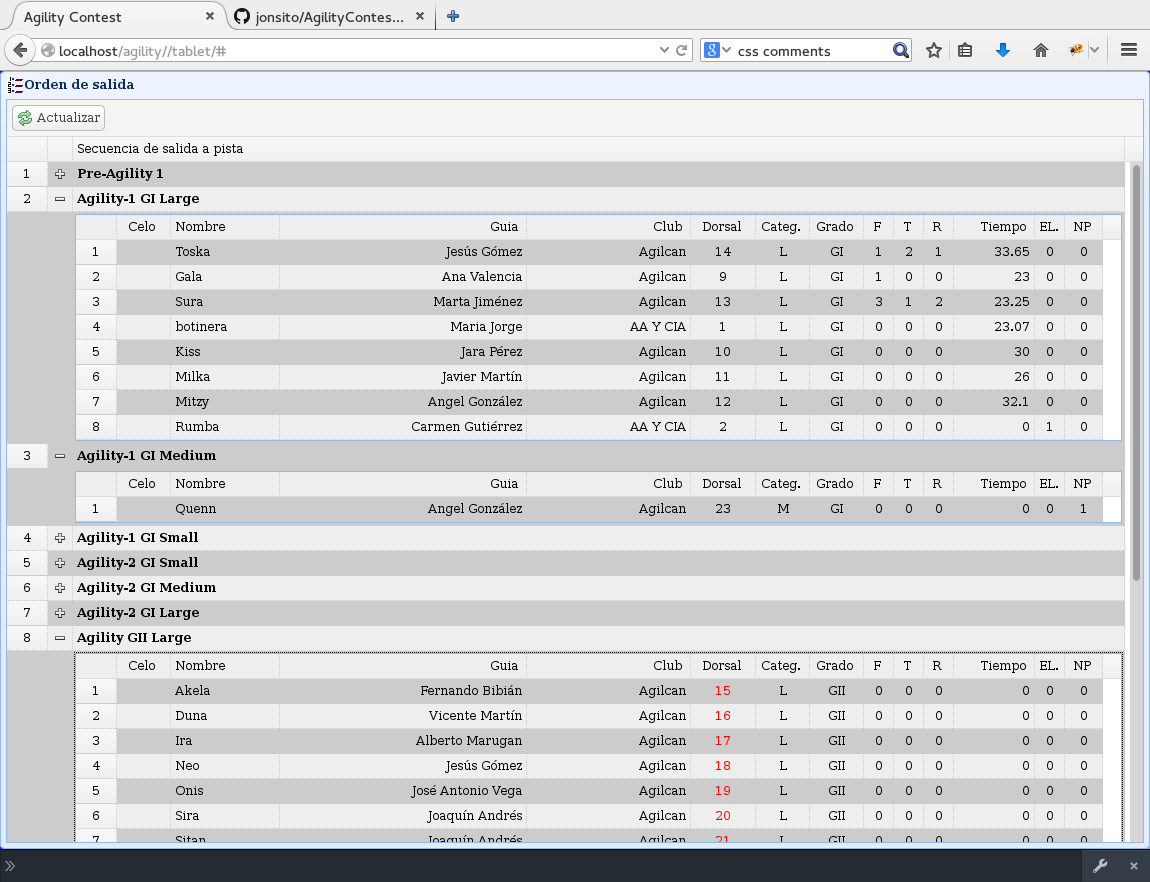 Agility Contest
jonsito/AgilityContes...
localhost/agility//tablet/#
8 css comments
Orden de salida
Actualizar
Secuencia de salida a pista
1 Pre-Agility 1
2 Agility-1 GI Large
Celo Nombre Guia Club Dorsal Categ. Grado F T R Tiempo EL. NP
1 Toska Jesús Gómez Agilcan 14 L GI 1 2 1 33.65 0 0
2 Gala Ana Valencia Agilcan 9 L GI 1 0 0 23 0 0
3 Sura Marta Jiménez Agilcan 13 L GI 3 1 2 23.25 0 0
4 botinera Maria Jorge AA Y CIA 1 L GI 0 0 0 23.07 0 0
5 Kiss Jara Pérez Agilcan 10 L GI 0 0 0 30 0 0
6 Milka Javier Martín Agilcan 11 L GI 0 0 0 26 0 0
7 Mitzy Angel González Agilcan 12 L GI 0 0 0 32.1 0 0
8 Rumba Carmen Gutiérrez AA Y CIA 2 L GI 0 0 0 0 1 0
3 Agility-1 GI Medium
Celo Nombre Guia Club Dorsal Categ. Grado F T R Tiempo EL. NP
1 Quenn Angel González Agilcan 23 M GI 0 0 0 0 0 1
4 Agility-1 GI Small
5 Agility-2 GI Small
6 Agility-2 GI Medium
7 Agility-2 GI Large
8 Agility GII Large
Celo Nombre Guia Club Dorsal Categ. Grado F T R Tiempo EL. NP
1 Akela Fernando Bibián Agilcan 15 L GII 0 0 0 0 0 0
2 Duna Vicente Martín Agilcan 16 L GII 0 0 0 0 0 0
3 Ira Alberto Marugan Agilcan 17 L GII 0 0 0 0 0 0
4 Neo Jesús Gómez Agilcan 18 L GII 0 0 0 0 0 0
5 Onis José Antonio Vega Agilcan 19 L GII 0 0 0 0 0 0
6 Sira Joaquín Andrés Agilcan 20 L GII 0 0 0 0 0 0
7 Sitan Joaquín Andrés Agilcan 21 L GII 0 0 0 0 0 0